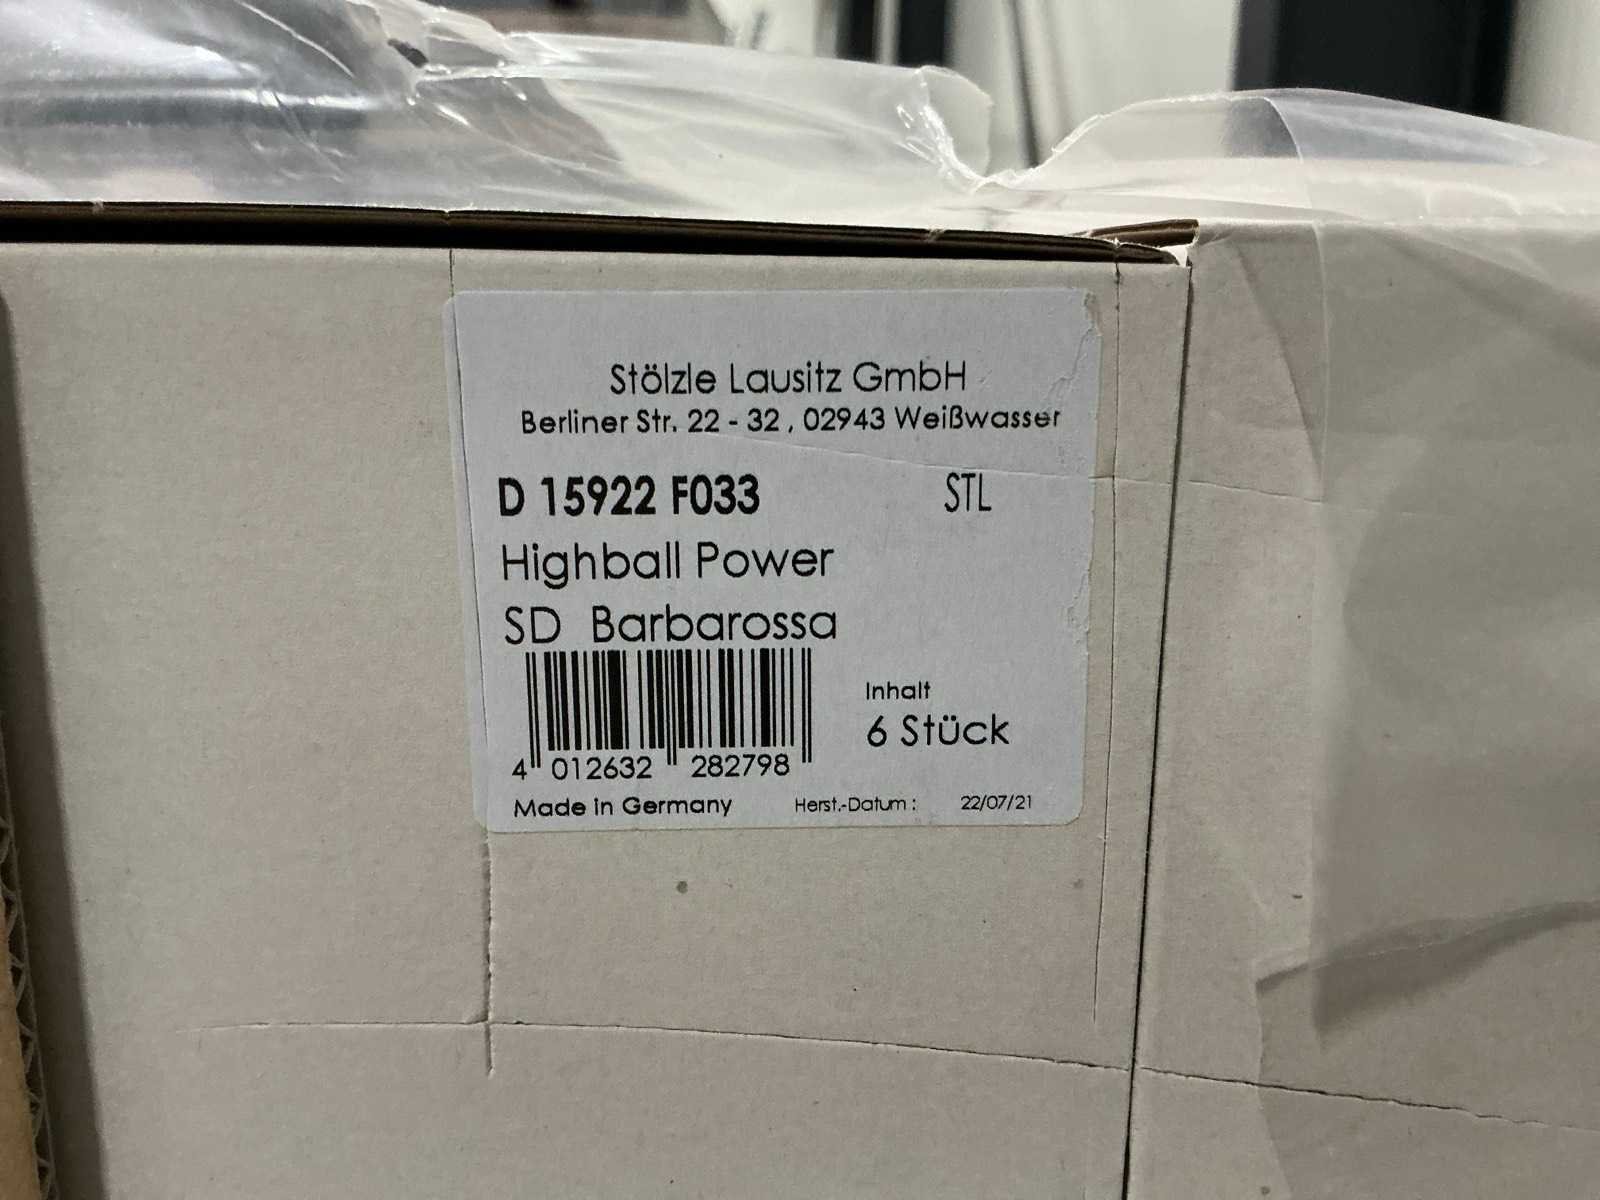 Stölzle Lausitz GmbH
Berliner Str. 22 - 32 , 02943 Weißwasser
D 15922 F033 STL
Highball Power
SD Barbarossa
Inhalt
6 Stück
4 012632 282798
Made in Germany Herst.-Datum : 22/07/21